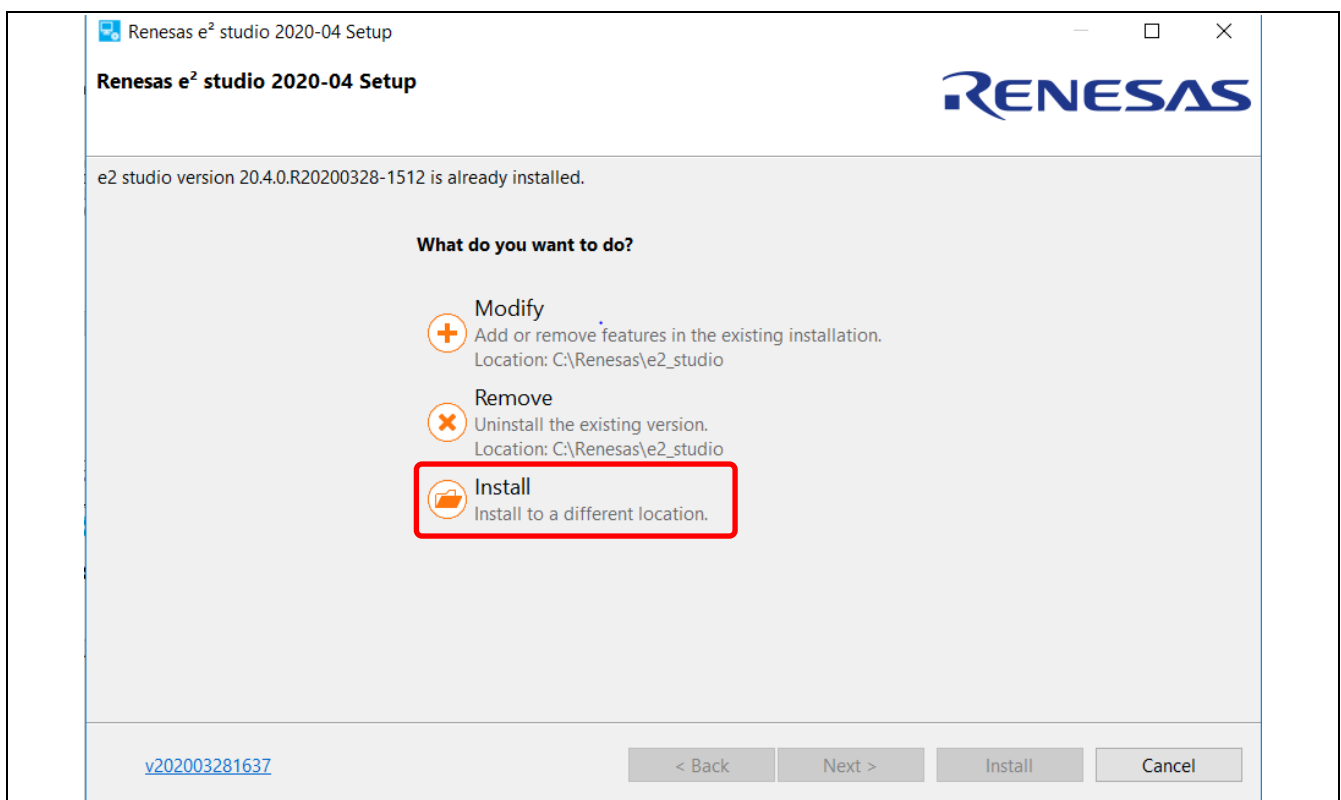 Renesas e² studio 2020-04 Setup
Renesas e² studio 2020-04 Setup
RENESAS
e2 studio version 20.4.0.R20200328-1512 is already installed.
What do you want to do?
Modify
Add or remove features in the existing installation.
Location: C:\Renesas\e2_studio
Remove
Uninstall the existing version.
Location: C:\Renesas\e2_studio
Install
Install to a different location.
v202003281637
< Back
Next >
Install
Cancel